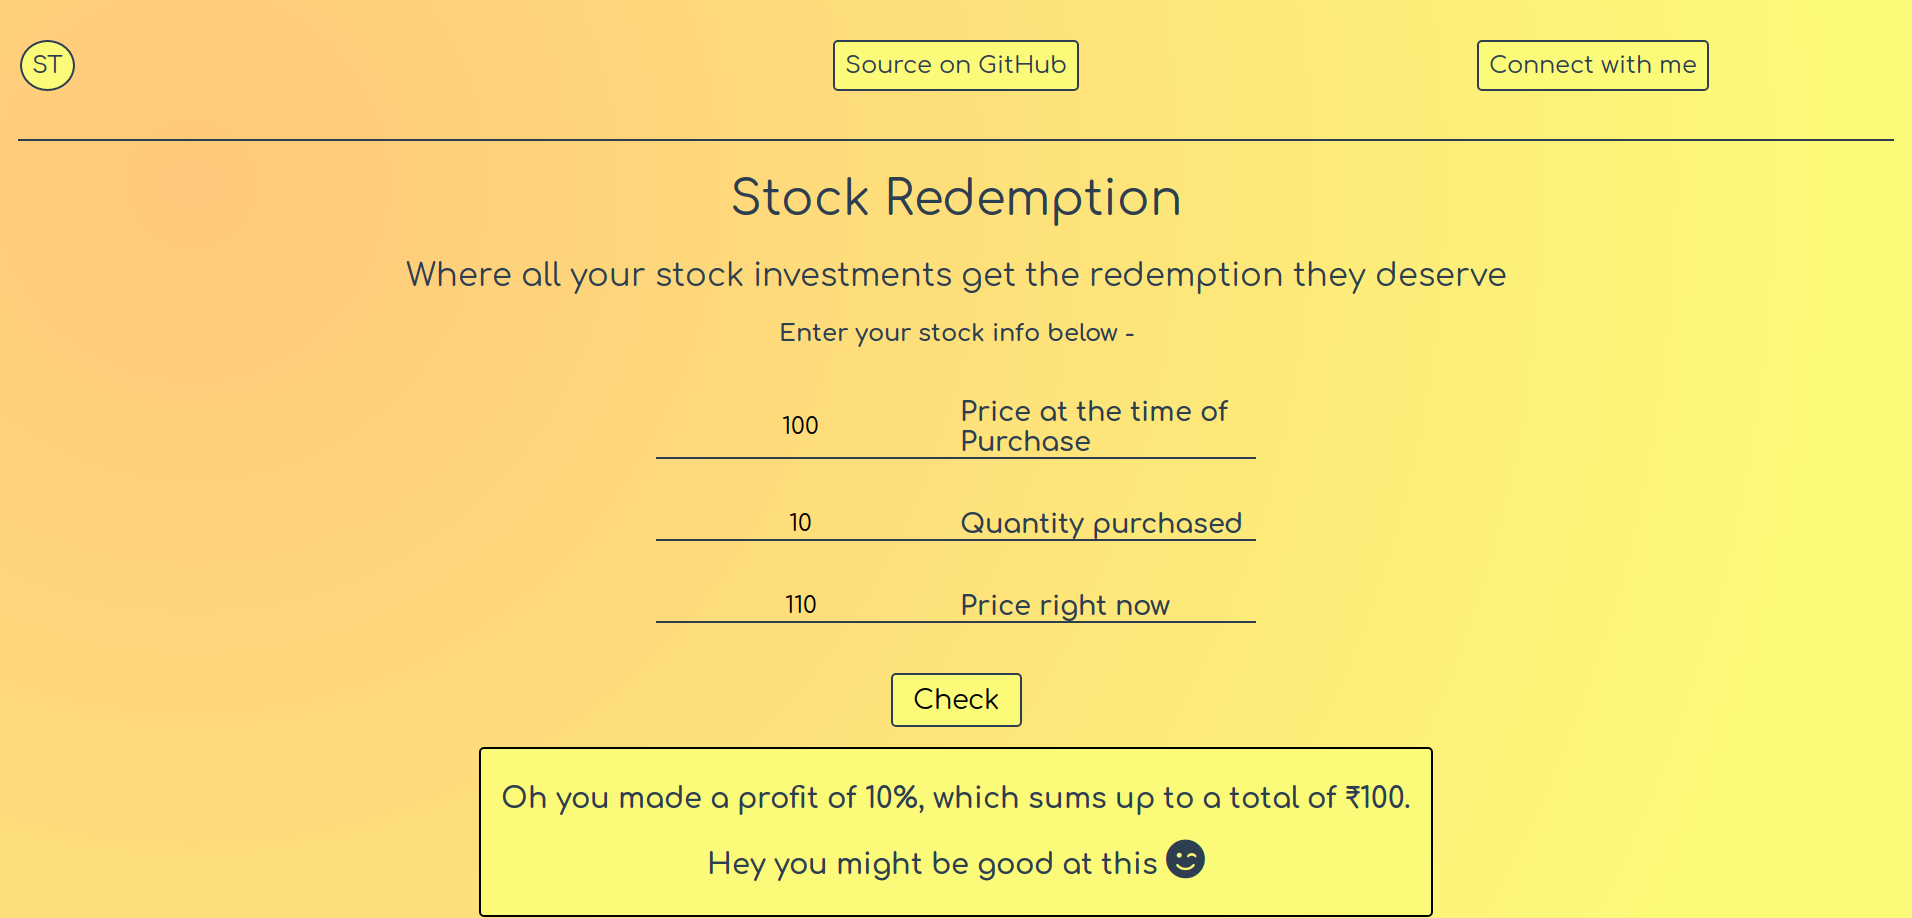 ST
Source on GitHub
Connect with me
Stock Redemption
Where all your stock investments get the redemption they deserve
Enter your stock info below -
100
Price at the time of
Purchase
10
Quantity purchased
110
Price right now
Check
Oh you made a profit of 10%, which sums up to a total of ₹100.
Hey you might be good at this